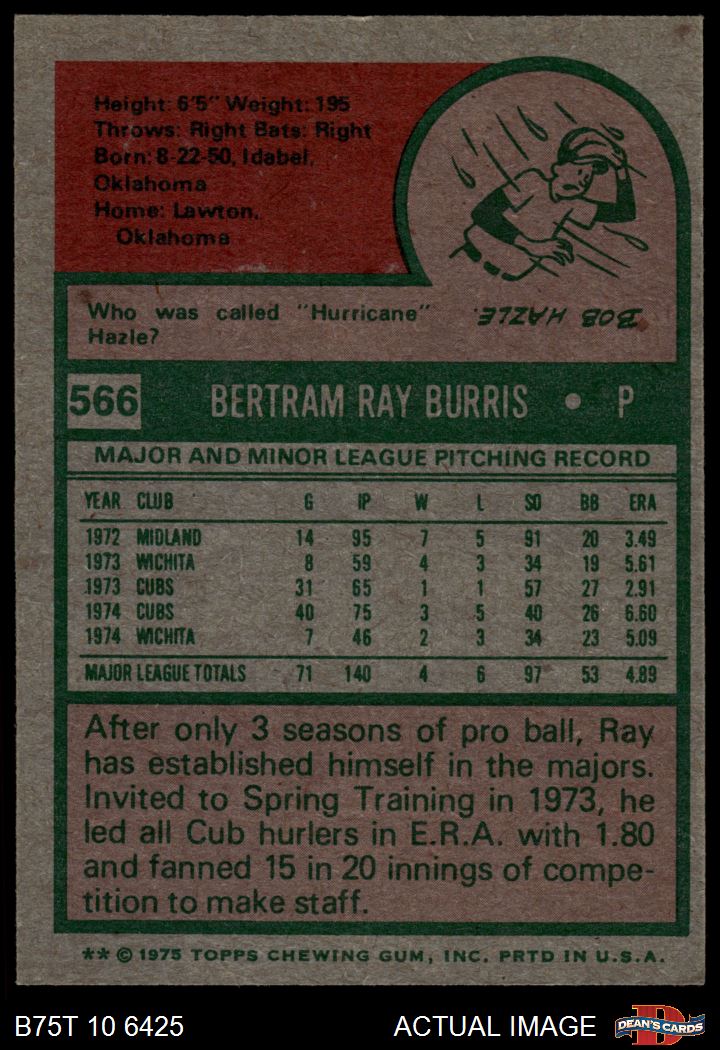 Height: 6'5" Weight: 195
Throws: Right Bats: Right
Born: 8-22-50, Idabel,
Oklahoma
Home: Lawton,
Oklahoma
Who was called "Hurricane"
Hazle?
BOB HAZLE.
566 BERTRAM RAY BURRIS • P
MAJOR AND MINOR LEAGUE PITCHING RECORD
YEAR CLUB G IP W L SO BB ERA
1972 MIDLAND 14 95 7 5 91 20 3.49
1973 WICHITA 8 59 4 3 34 19 5.61
1973 CUBS 31 65 1 1 57 27 2.91
1974 CUBS 40 75 3 5 40 26 6.60
1974 WICHITA 7 46 2 3 34 23 5.09
MAJOR LEAGUE TOTALS 71 140 4 6 97 53 4.89
After only 3 seasons of pro ball, Ray
has established himself in the majors.
Invited to Spring Training in 1973, he
led all Cub hurlers in E.R.A. with 1.80
and fanned 15 in 20 innings of compe-
tition to make staff.
** © 1975 TOPPS CHEWING GUM, INC. PRTD IN U.S.A.
B75T 10 6425 ACTUAL IMAGE D DEAN'S CARDS